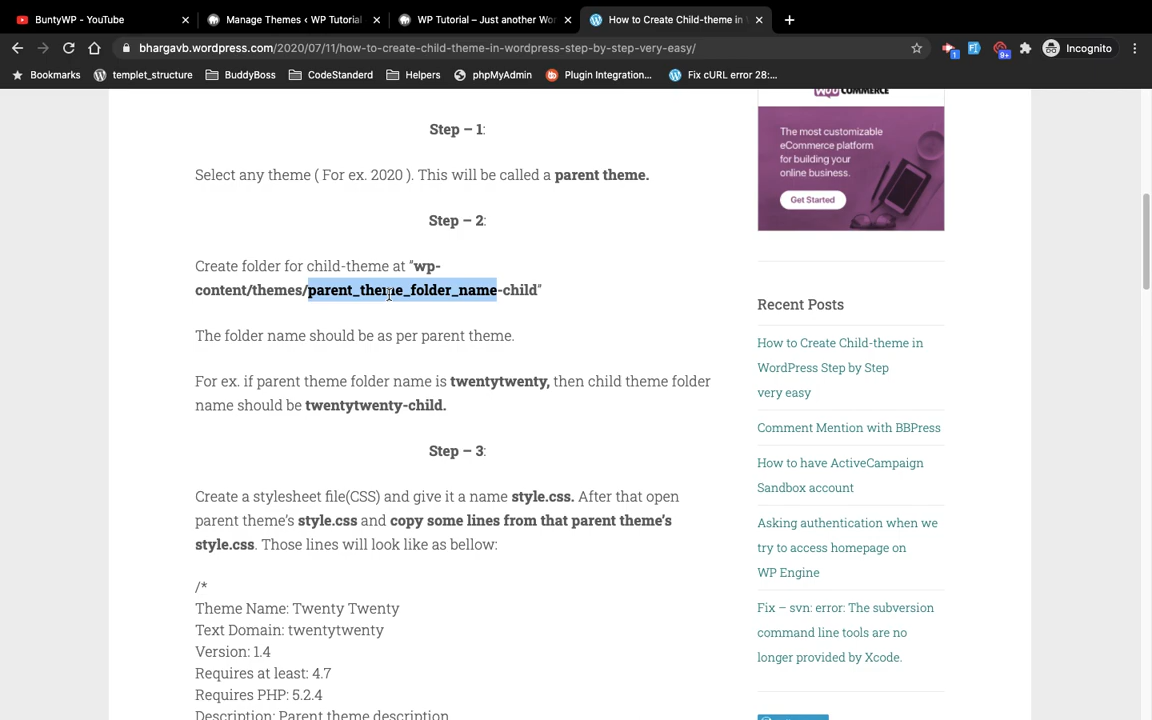 BuntyWP - YouTube
Manage Themes ‹ WP Tutorial
WP Tutorial – Just another Wor
How to Create Child-theme in W
bhargavb.wordpress.com/2020/07/11/how-to-create-child-theme-in-wordpress-step-by-step-very-easy/
1
9+
Incognito
Bookmarks
templet_structure
BuddyBoss
CodeStanderd
Helpers
phpMyAdmin
Plugin Integration...
Fix cURL error 28:...
Step – 1:
Select any theme ( For ex. 2020 ). This will be called a parent theme.
Step – 2:
Create folder for child-theme at “wp-
content/themes/parent_theme_folder_name-child“
The folder name should be as per parent theme.
For ex. if parent theme folder name is twentytwenty, then child theme folder
name should be twentytwenty-child.
Step – 3:
Create a stylesheet file(CSS) and give it a name style.css. After that open
parent theme’s style.css and copy some lines from that parent theme’s
style.css. Those lines will look like as bellow:
/*
Theme Name: Twenty Twenty
Text Domain: twentytwenty
Version: 1.4
Requires at least: 4.7
Requires PHP: 5.2.4
Description: Parent theme description
WOO COMMERCE
The most customizable
eCommerce platform
for building your
online business.
Get Started
Recent Posts
How to Create Child-theme in
WordPress Step by Step
very easy
Comment Mention with BBPress
How to have ActiveCampaign
Sandbox account
Asking authentication when we
try to access homepage on
WP Engine
Fix – svn: error: The subversion
command line tools are no
longer provided by Xcode.